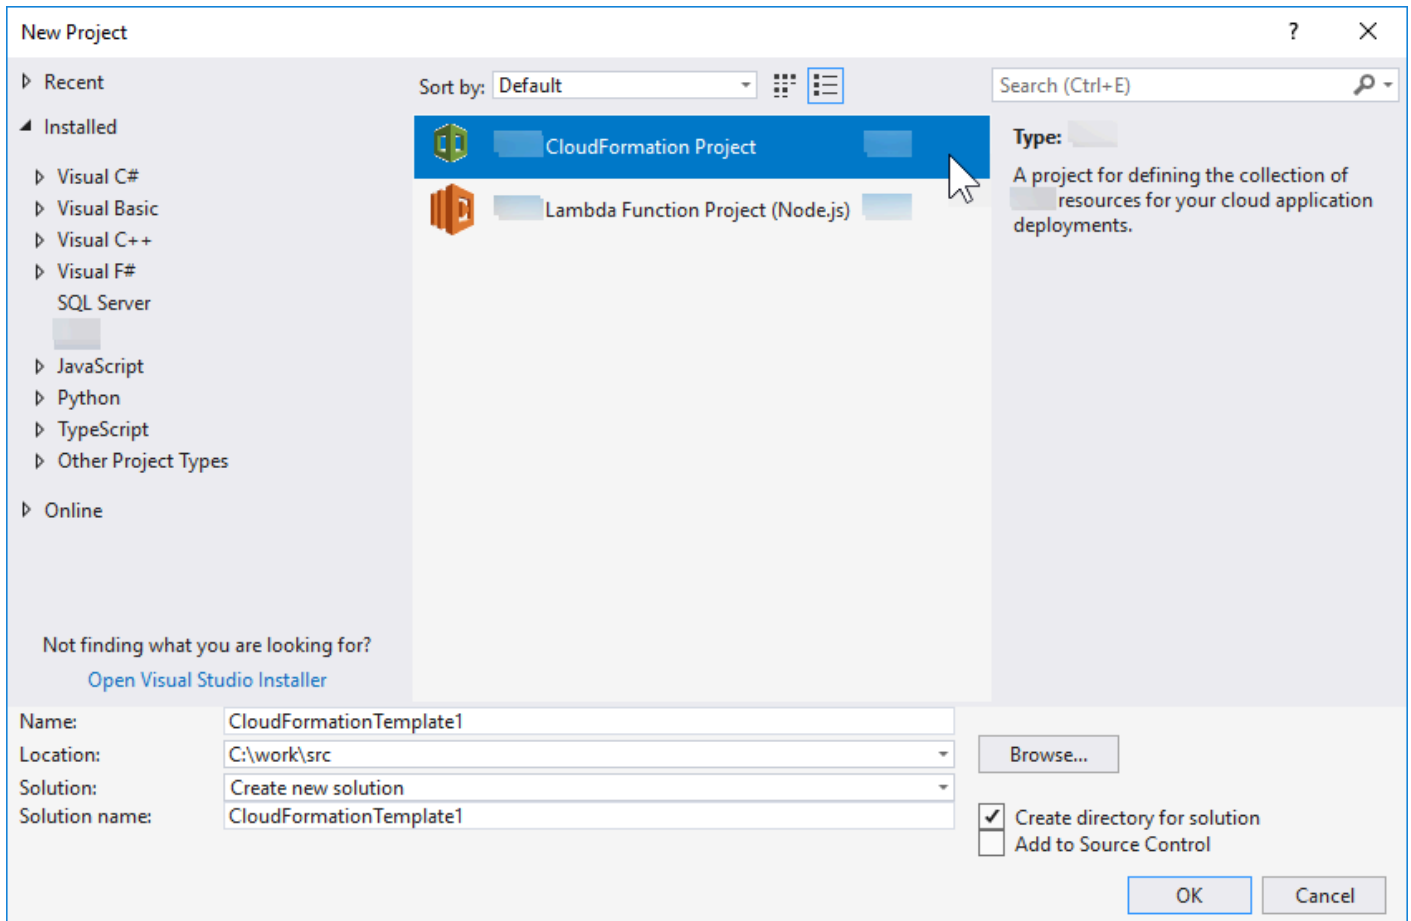 New Project
?
Recent
Installed
Visual C#
Visual Basic
Visual C++
Visual F#
SQL Server
JavaScript
Python
TypeScript
Other Project Types
Online
Not finding what you are looking for?
Open Visual Studio Installer
Sort by: Default
CloudFormation Project
Lambda Function Project (Node.js)
Search (Ctrl+E)
Type:
A project for defining the collection of
resources for your cloud application
deployments.
Name: CloudFormationTemplate1
Location: C:\work\src
Browse...
Solution: Create new solution
Solution name: CloudFormationTemplate1
Create directory for solution
Add to Source Control
OK
Cancel